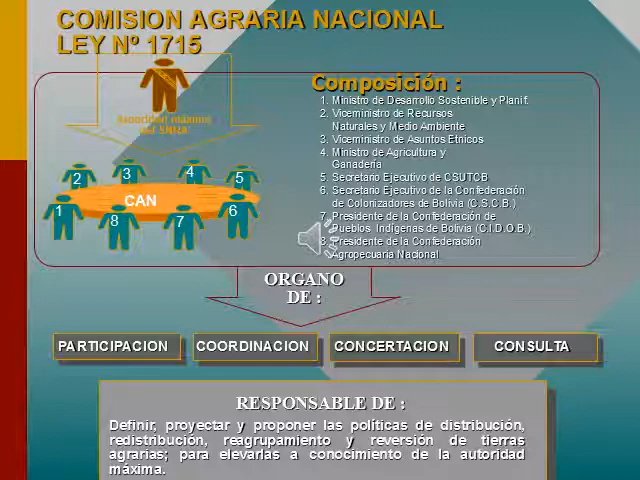 COMISION AGRARIA NACIONAL
LEY Nº 1715
Autoridad máxima
del SNRA
Composición :
1. Ministro de Desarrollo Sostenible y Planif.
2. Viceministro de Recursos
Naturales y Medio Ambiente
3. Viceministro de Asuntos Etnicos
4. Ministro de Agricultura y
Ganadería
5. Secretario Ejecutivo de CSUTCB
6. Secretario Ejecutivo de la Confederación
de Colonizadores de Bolivia (C.S.C.B.)
7. Presidente de la Confederación de
Pueblos Indígenas de Bolivia (C.I.D.O.B.)
8. Presidente de la Confederación
Agropecuaria Nacional
2 3 4 5
CAN
1 8 7 6
ORGANO
DE :
PARTICIPACION COORDINACION CONCERTACION CONSULTA
RESPONSABLE DE :
Definir, proyectar y proponer las políticas de distribución,
redistribución, reagrupamiento y reversión de tierras
agrarias; para elevarlas a conocimiento de la autoridad
máxima.